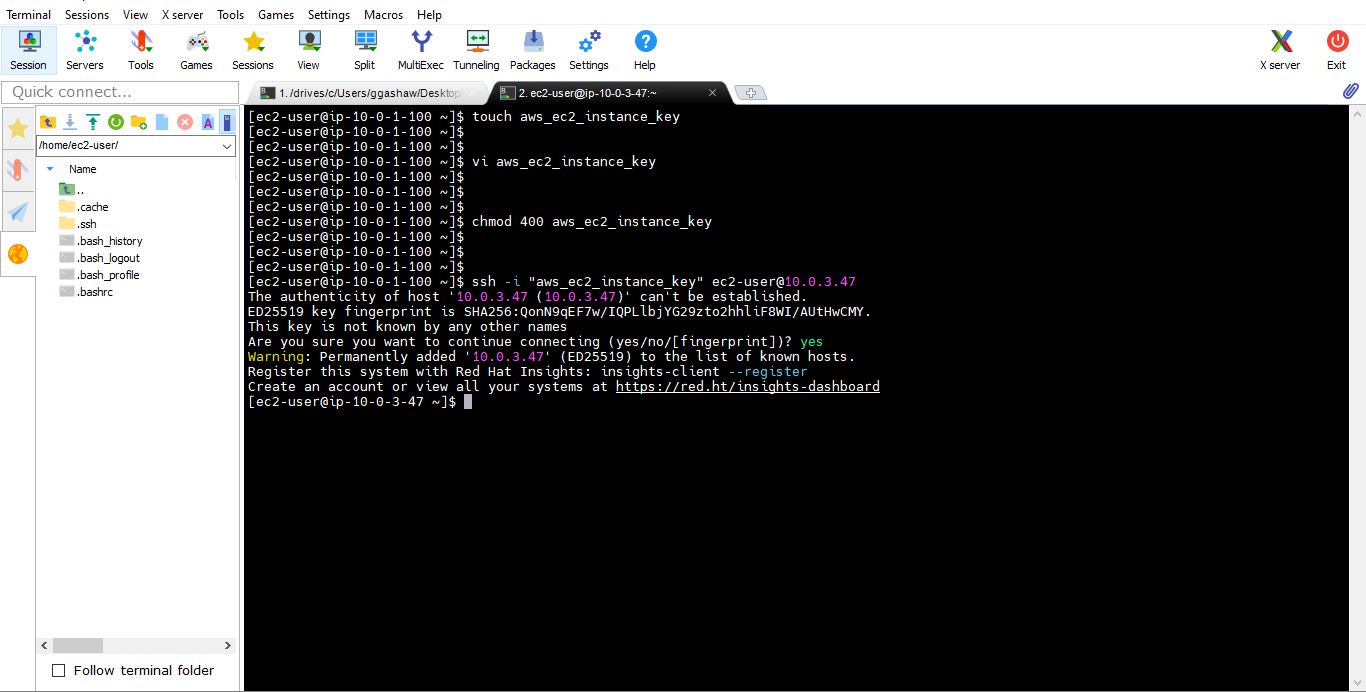 Terminal Sessions View X server Tools Games Settings Macros Help
Session Servers Tools Games Sessions View Split MultiExec Tunneling Packages Settings Help X server Exit
Quick connect...
1. /drives/c/Users/ggashaw/Desktop
2. ec2-user@ip-10-0-3-47:~
/home/ec2-user/
Name
..
.cache
.ssh
.bash_history
.bash_logout
.bash_profile
.bashrc
Follow terminal folder
[ec2-user@ip-10-0-1-100 ~]$ touch aws_ec2_instance_key
[ec2-user@ip-10-0-1-100 ~]$
[ec2-user@ip-10-0-1-100 ~]$
[ec2-user@ip-10-0-1-100 ~]$ vi aws_ec2_instance_key
[ec2-user@ip-10-0-1-100 ~]$
[ec2-user@ip-10-0-1-100 ~]$
[ec2-user@ip-10-0-1-100 ~]$
[ec2-user@ip-10-0-1-100 ~]$ chmod 400 aws_ec2_instance_key
[ec2-user@ip-10-0-1-100 ~]$
[ec2-user@ip-10-0-1-100 ~]$
[ec2-user@ip-10-0-1-100 ~]$
[ec2-user@ip-10-0-1-100 ~]$ ssh -i "aws_ec2_instance_key" ec2-user@10.0.3.47
The authenticity of host '10.0.3.47 (10.0.3.47)' can't be established.
ED25519 key fingerprint is SHA256:QonN9qEF7w/IQPLlbjYG29zto2hhliF8WI/AUtHwCMY.
This key is not known by any other names
Are you sure you want to continue connecting (yes/no/[fingerprint])? yes
Warning: Permanently added '10.0.3.47' (ED25519) to the list of known hosts.
Register this system with Red Hat Insights: insights-client --register
Create an account or view all your systems at https://red.ht/insights-dashboard
[ec2-user@ip-10-0-3-47 ~]$